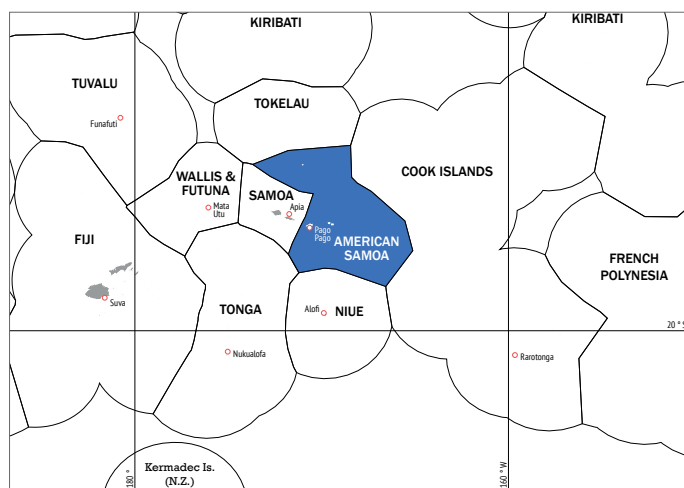 KIRIBATI
KIRIBATI
TUVALU
Funafuti
TOKELAU
COOK ISLANDS
WALLIS &
FUTUNA
Mata
Utu
SAMOA
Apia
Pago
Pago
AMERICAN
SAMOA
FIJI
Suva
FRENCH
POLYNESIA
TONGA
Alofi
NIUE
20 ° S
Nukualofa
Rarotonga
Kermadec Is.
(N.Z.)
180 °
160 ° W